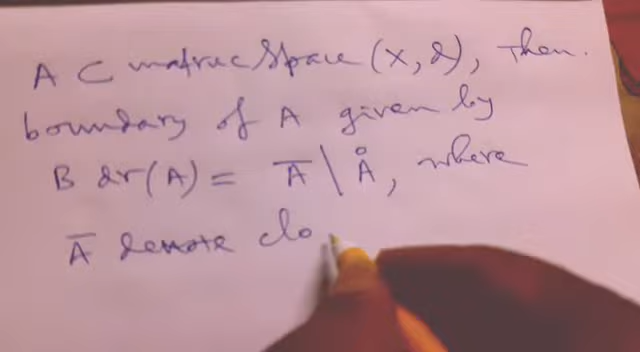 A ⊂ matric space (X, d), Then.
boundary of A given by
B dr(A) = A̅ \ Å, where
A̅ denote clo